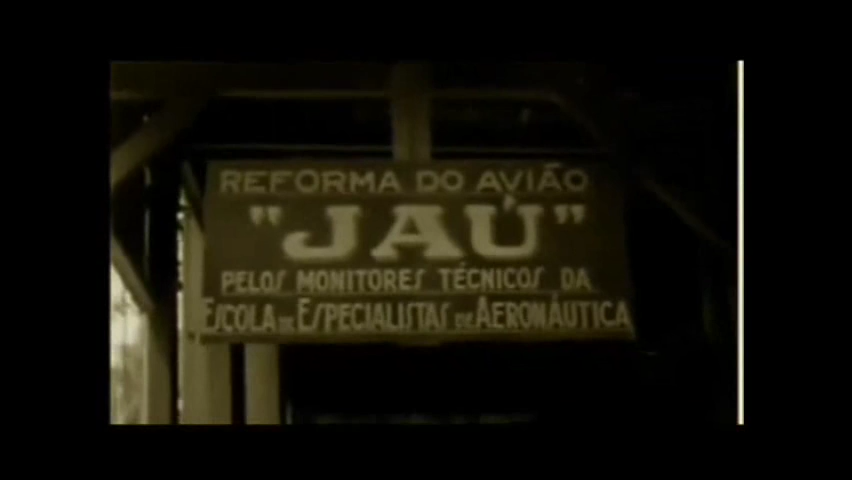 REFORMA DO AVIÃO
"JAÚ"
PELOS MONITORES TÉCNICOS DA
ESCOLA DE ESPECIALISTAS DE AERONÁUTICA